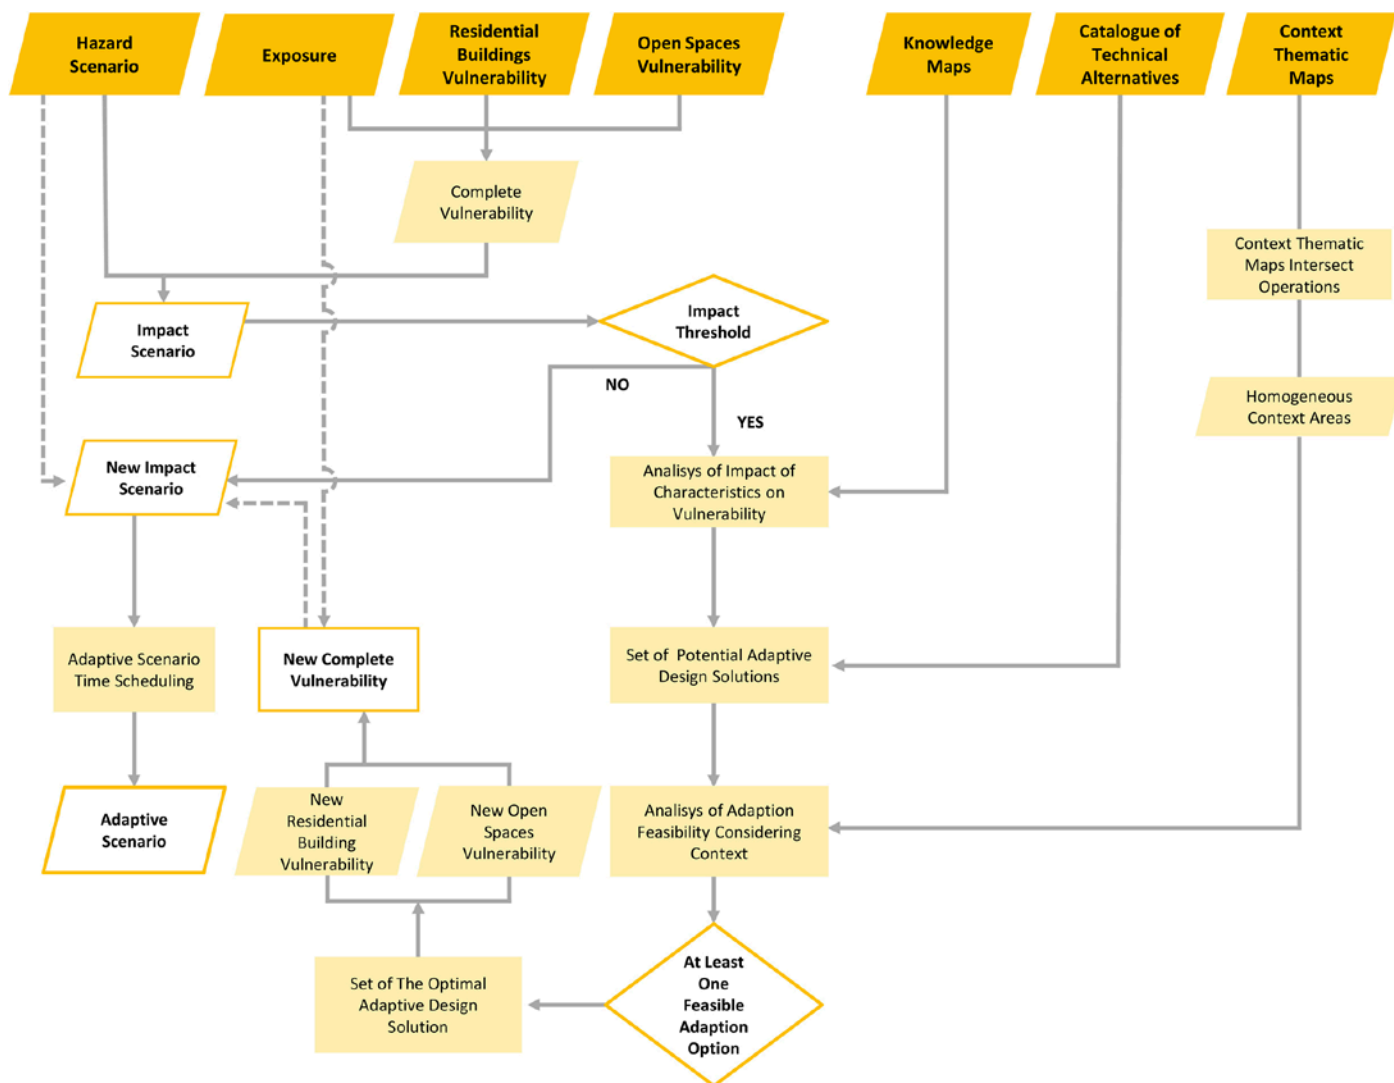 Hazard
Scenario
Exposure
Residential
Buildings
Vulnerability
Open Spaces
Vulnerability
Knowledge
Maps
Catalogue of
Technical
Alternatives
Context
Thematic
Maps
Complete
Vulnerability
Context Thematic
Maps Intersect
Operations
Impact
Scenario
Impact
Threshold
NO
YES
Homogeneous
Context Areas
New Impact
Scenario
Analisys of Impact of
Characteristics on
Vulnerability
Adaptive Scenario
Time Scheduling
New Complete
Vulnerability
Set of Potential Adaptive
Design Solutions
Adaptive
Scenario
New
Residential
Building
Vulnerability
New Open
Spaces
Vulnerability
Analisys of Adaption
Feasibility Considering
Context
Set of The Optimal
Adaptive Design
Solution
At Least
One
Feasible
Adaption
Option